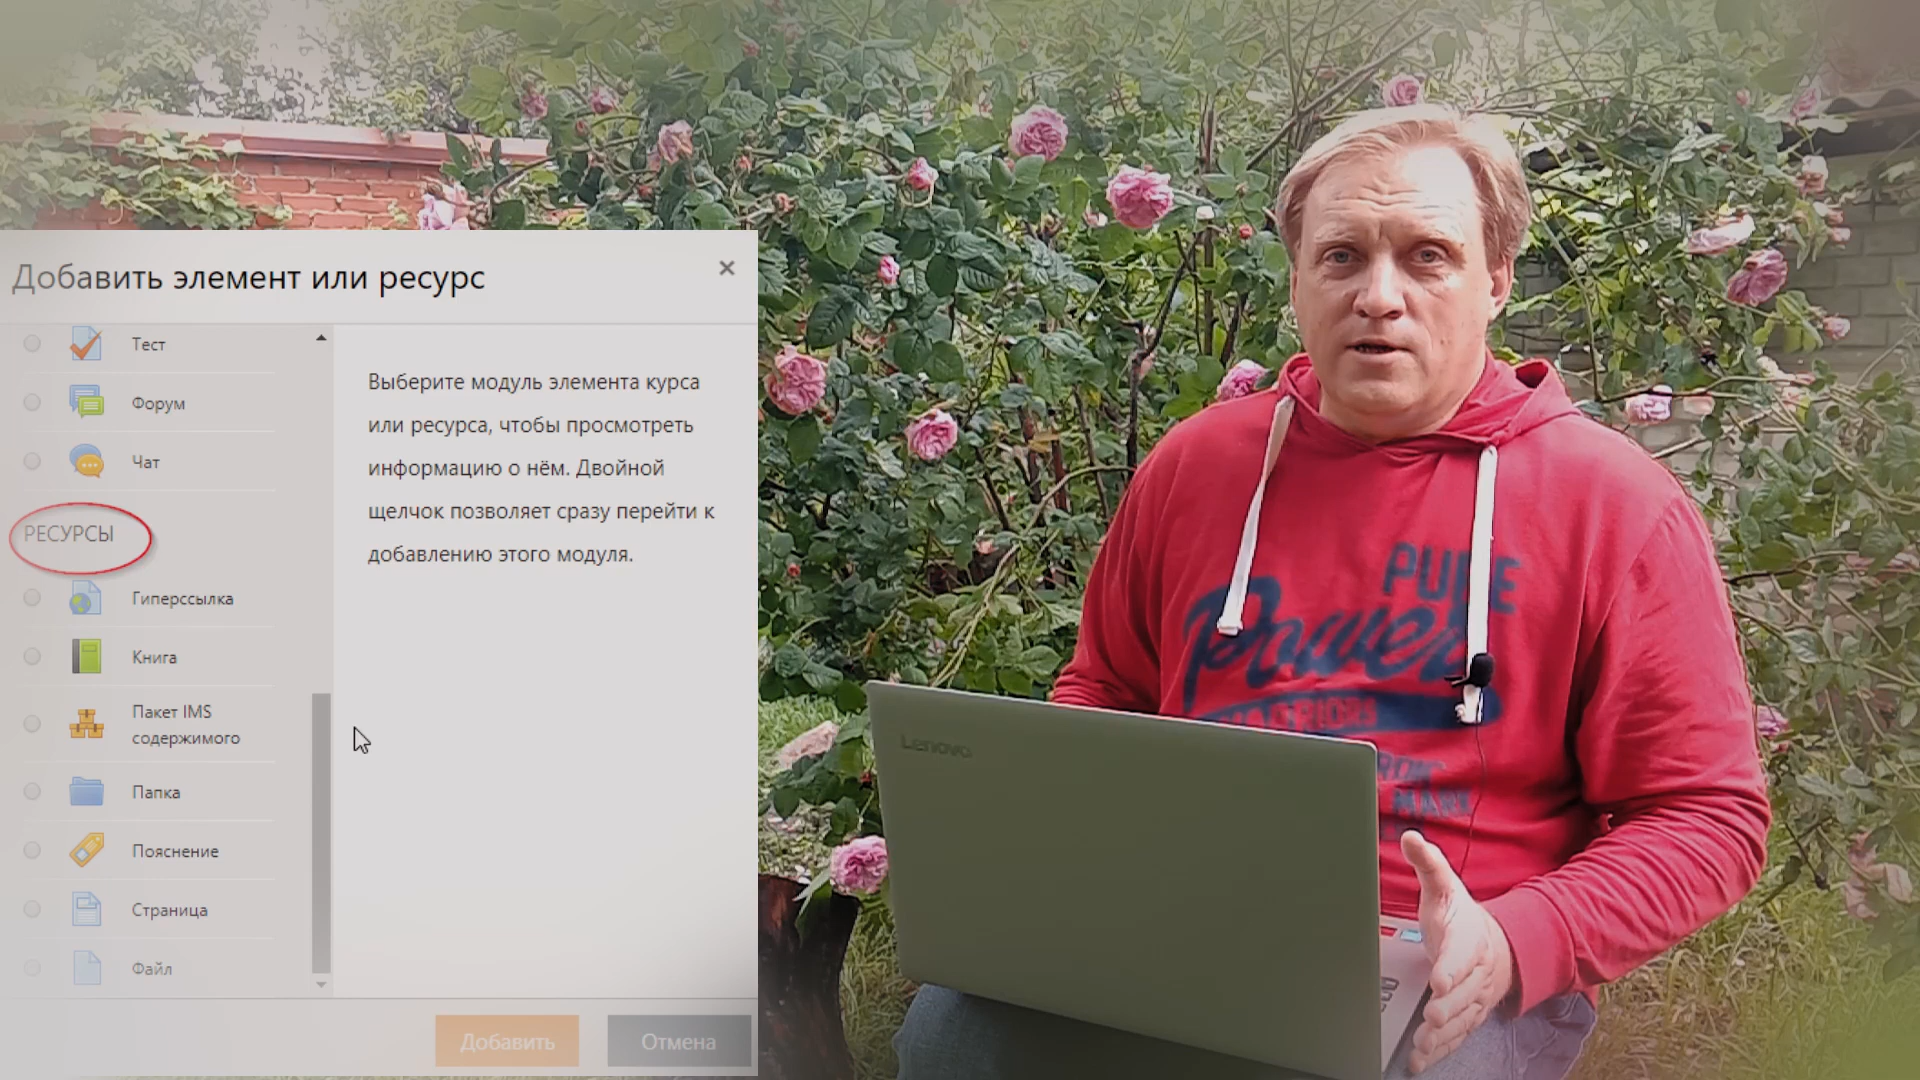 Добавить элемент или ресурс
Тест
Форум
Чат
РЕСУРСЫ
Гиперссылка
Книга
Пакет IMS
содержимого
Папка
Пояснение
Страница
Файл
Выберите модуль элемента курса
или ресурса, чтобы просмотреть
информацию о нём. Двойной
щелчок позволяет сразу перейти к
добавлению этого модуля.
Добавить
Отмена
PURE
Power
WARRIORS
MARK
Lenovo